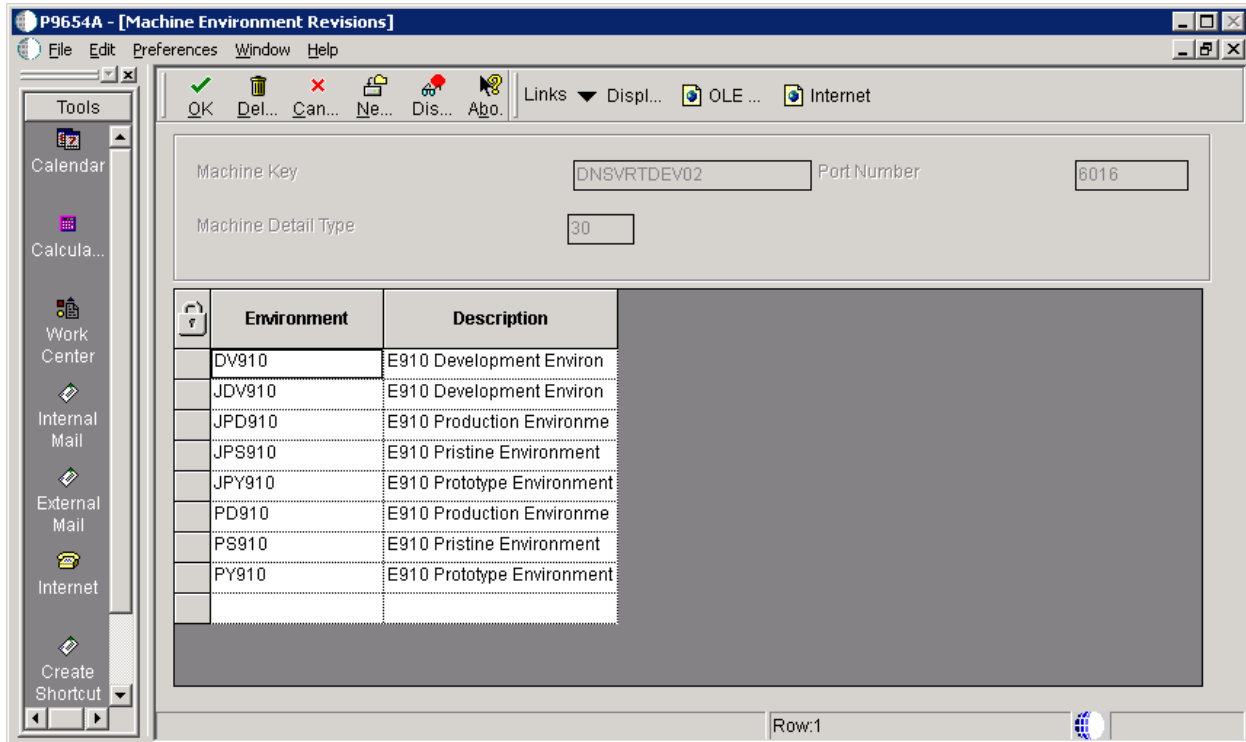 P9654A - [Machine Environment Revisions]
File Edit Preferences Window Help
Tools
OK Del... Can... Ne... Dis... Abo. Links Displ... OLE ... Internet
Calendar
Calcula...
Work
Center
Internal
Mail
External
Mail
Internet
Create
Shortcut
Machine Key DNSVRTDEV02 Port Number 6016
Machine Detail Type 30
Environment Description
DV910 E910 Development Environ
JDV910 E910 Development Environ
JPD910 E910 Production Environme
JPS910 E910 Pristine Environment
JPY910 E910 Prototype Environment
PD910 E910 Production Environme
PS910 E910 Pristine Environment
PY910 E910 Prototype Environment
Row:1